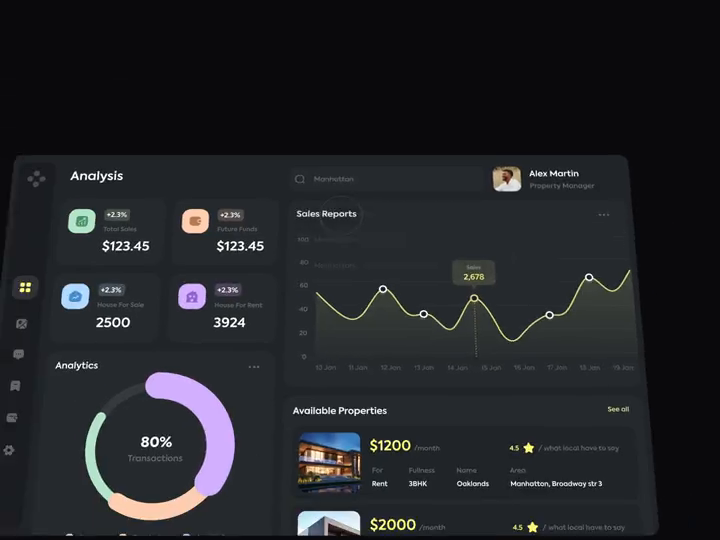 Analysis
Manhattan
Alex Martin
Property Manager
+2.3%
Total Sales
$123.45
+2.3%
Future Funds
$123.45
+2.3%
House For Sale
2500
+2.3%
House For Rent
3924
Sales Reports
100
80
60
40
20
0
Sales
2,678
10 Jan 11 Jan 12 Jan 13 Jan 14 Jan 15 Jan 16 Jan 17 Jan 18 Jan 19 Jan
Analytics
80%
Transactions
Available Properties
See all
$1200 /month
4.5 / what local have to say
For Fullness Name Area
Rent 3BHK Oaklands Manhattan, Broadway str 3
$2000 /month
4.5 / what local have to say